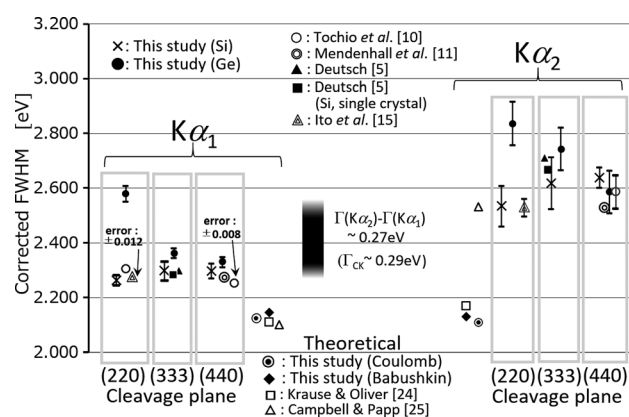 Corrected FWHM [eV]
3.200
3.000
2.800
2.600
2.400
2.200
2.000
× : This study (Si)
● : This study (Ge)
○ : Tochio et al. [10]
◎ : Mendenhall et al. [11]
▲ : Deutsch [5]
■ : Deutsch [5]
(Si, single crystal)
: Ito et al. [15]
Kα1
Kα2
error :
±0.012
error :
±0.008
Γ(Kα2)-Γ(Kα1)
~ 0.27eV
(ΓCK~ 0.29eV)
(220) (333) (440)
Cleavage plane
Theoretical
: This study (Coulomb)
◆ : This study (Babushkin)
□ : Krause & Oliver [24]
△ : Campbell & Papp [25]
(220) (333) (440)
Cleavage plane